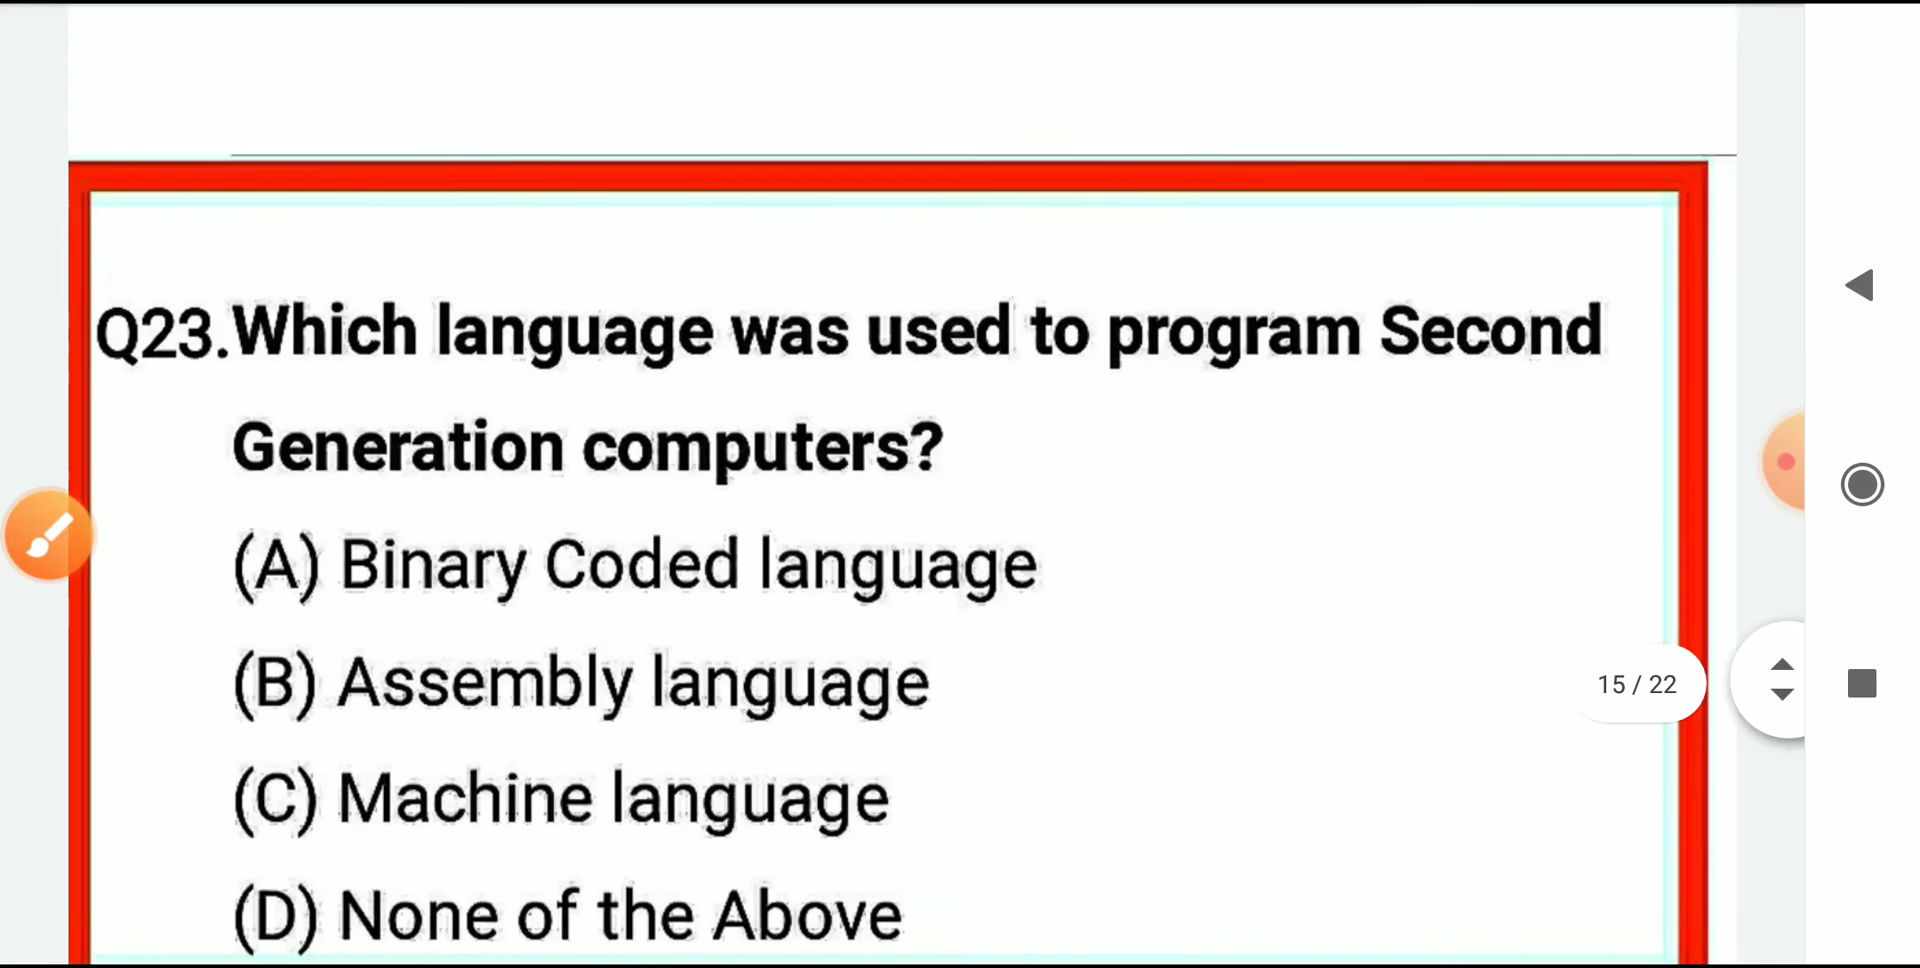 Q23.Which language was used to program Second
Generation computers?
(A) Binary Coded language
(B) Assembly language
15 / 22
(C) Machine language
(D) None of the Above